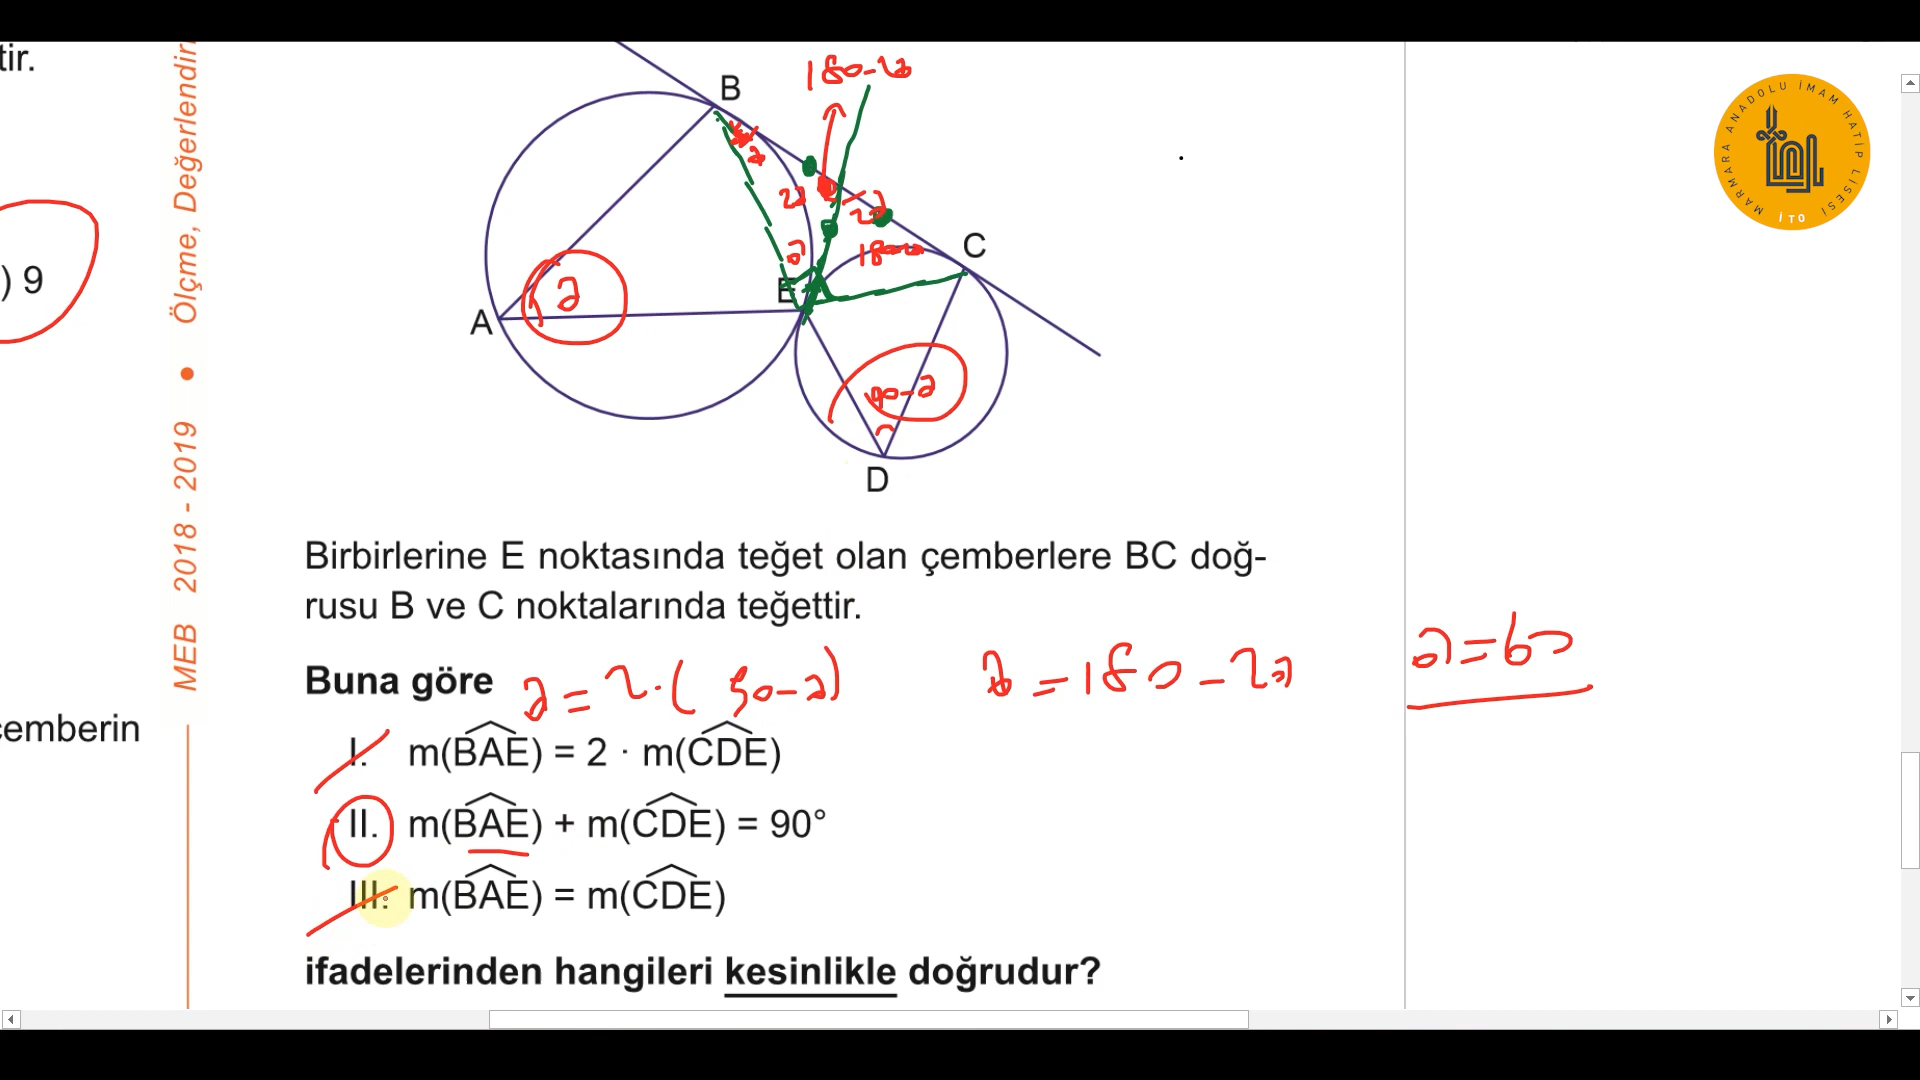 tir.
) 9
çemberin
MEB 2018 - 2019 ● Ölçme, Değerlendir
B
180-2a
a
2a
2a
C
a
180-a
E
A
a
90-a
D
Birbirlerine E noktasında teğet olan çemberlere BC doğ-
rusu B ve C noktalarında teğettir.
Buna göre
a = 2·(90-a)
a = 180-2a
a = 60
I. m(BAE) = 2 · m(CDE)
II. m(BAE) + m(CDE) = 90°
III. m(BAE) = m(CDE)
ifadelerinden hangileri kesinlikle doğrudur?
MARMARA ANADOLU İMAM HATİP LİSESİ
İTO